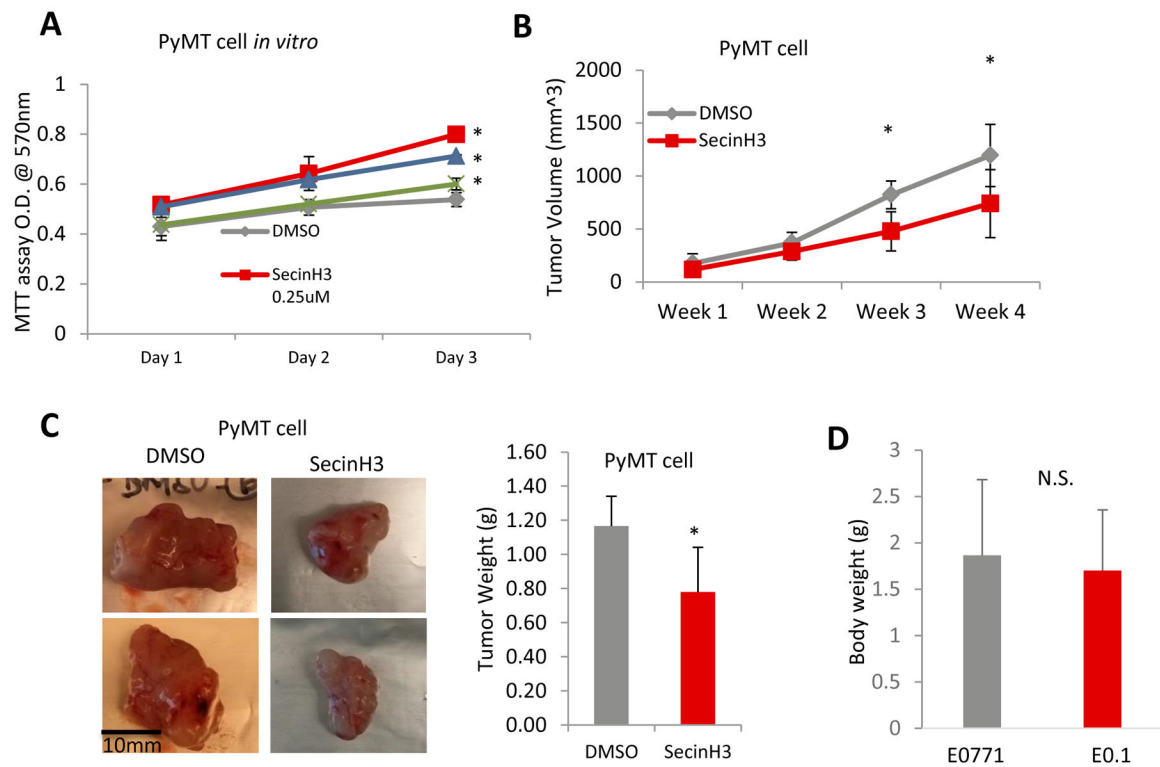 A
PyMT cell in vitro
MTT assay O.D. @ 570nm
1
0.8
0.6
0.4
0.2
0
*
*
*
DMSO
SecinH3
0.25uM
Day 1
Day 2
Day 3
B
PyMT cell
Tumor Volume (mm^3)
2000
1500
1000
500
0
DMSO
SecinH3
*
*
Week 1
Week 2
Week 3
Week 4
C
PyMT cell
DMSO
SecinH3
10mm
PyMT cell
Tumor Weight (g)
1.60
1.40
1.20
1.00
0.80
0.60
0.40
0.20
0.00
*
DMSO
SecinH3
D
Body weight (g)
3
2.5
2
1.5
1
0.5
0
N.S.
E0771
E0.1